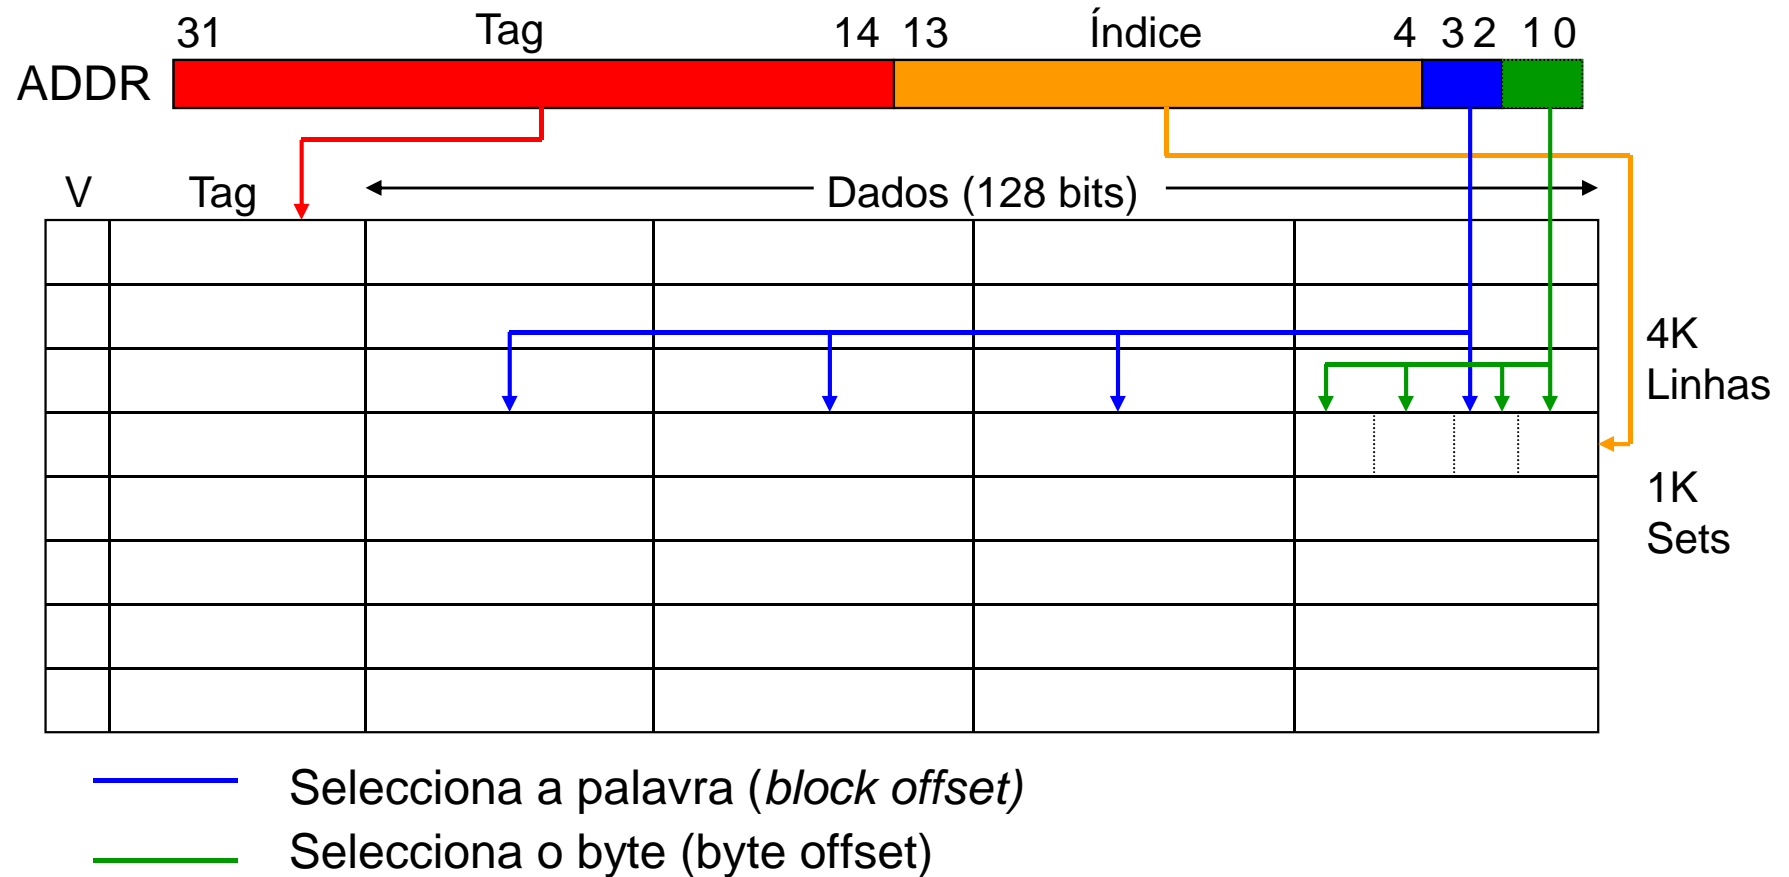 31 Tag 14 13 Índice 4 3 2 1 0
ADDR
V Tag Dados (128 bits)
4K
Linhas
1K
Sets
Selecciona a palavra (block offset)
Selecciona o byte (byte offset)